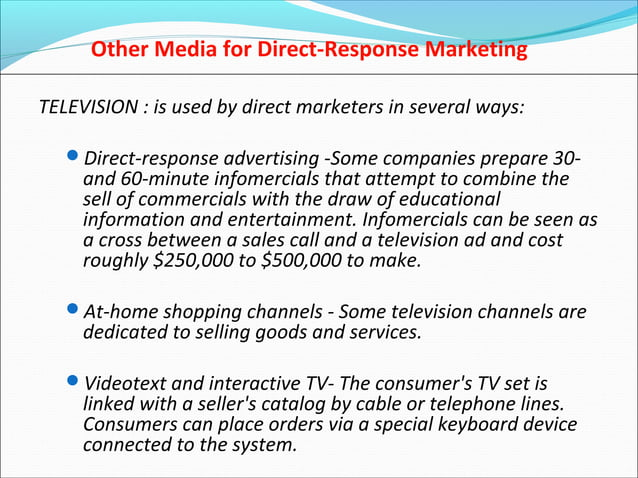 Other Media for Direct-Response Marketing
TELEVISION : is used by direct marketers in several ways:
Direct-response advertising -Some companies prepare 30-
and 60-minute infomercials that attempt to combine the
sell of commercials with the draw of educational
information and entertainment. Infomercials can be seen as
a cross between a sales call and a television ad and cost
roughly $250,000 to $500,000 to make.
At-home shopping channels - Some television channels are
dedicated to selling goods and services.
Videotext and interactive TV- The consumer's TV set is
linked with a seller's catalog by cable or telephone lines.
Consumers can place orders via a special keyboard device
connected to the system.